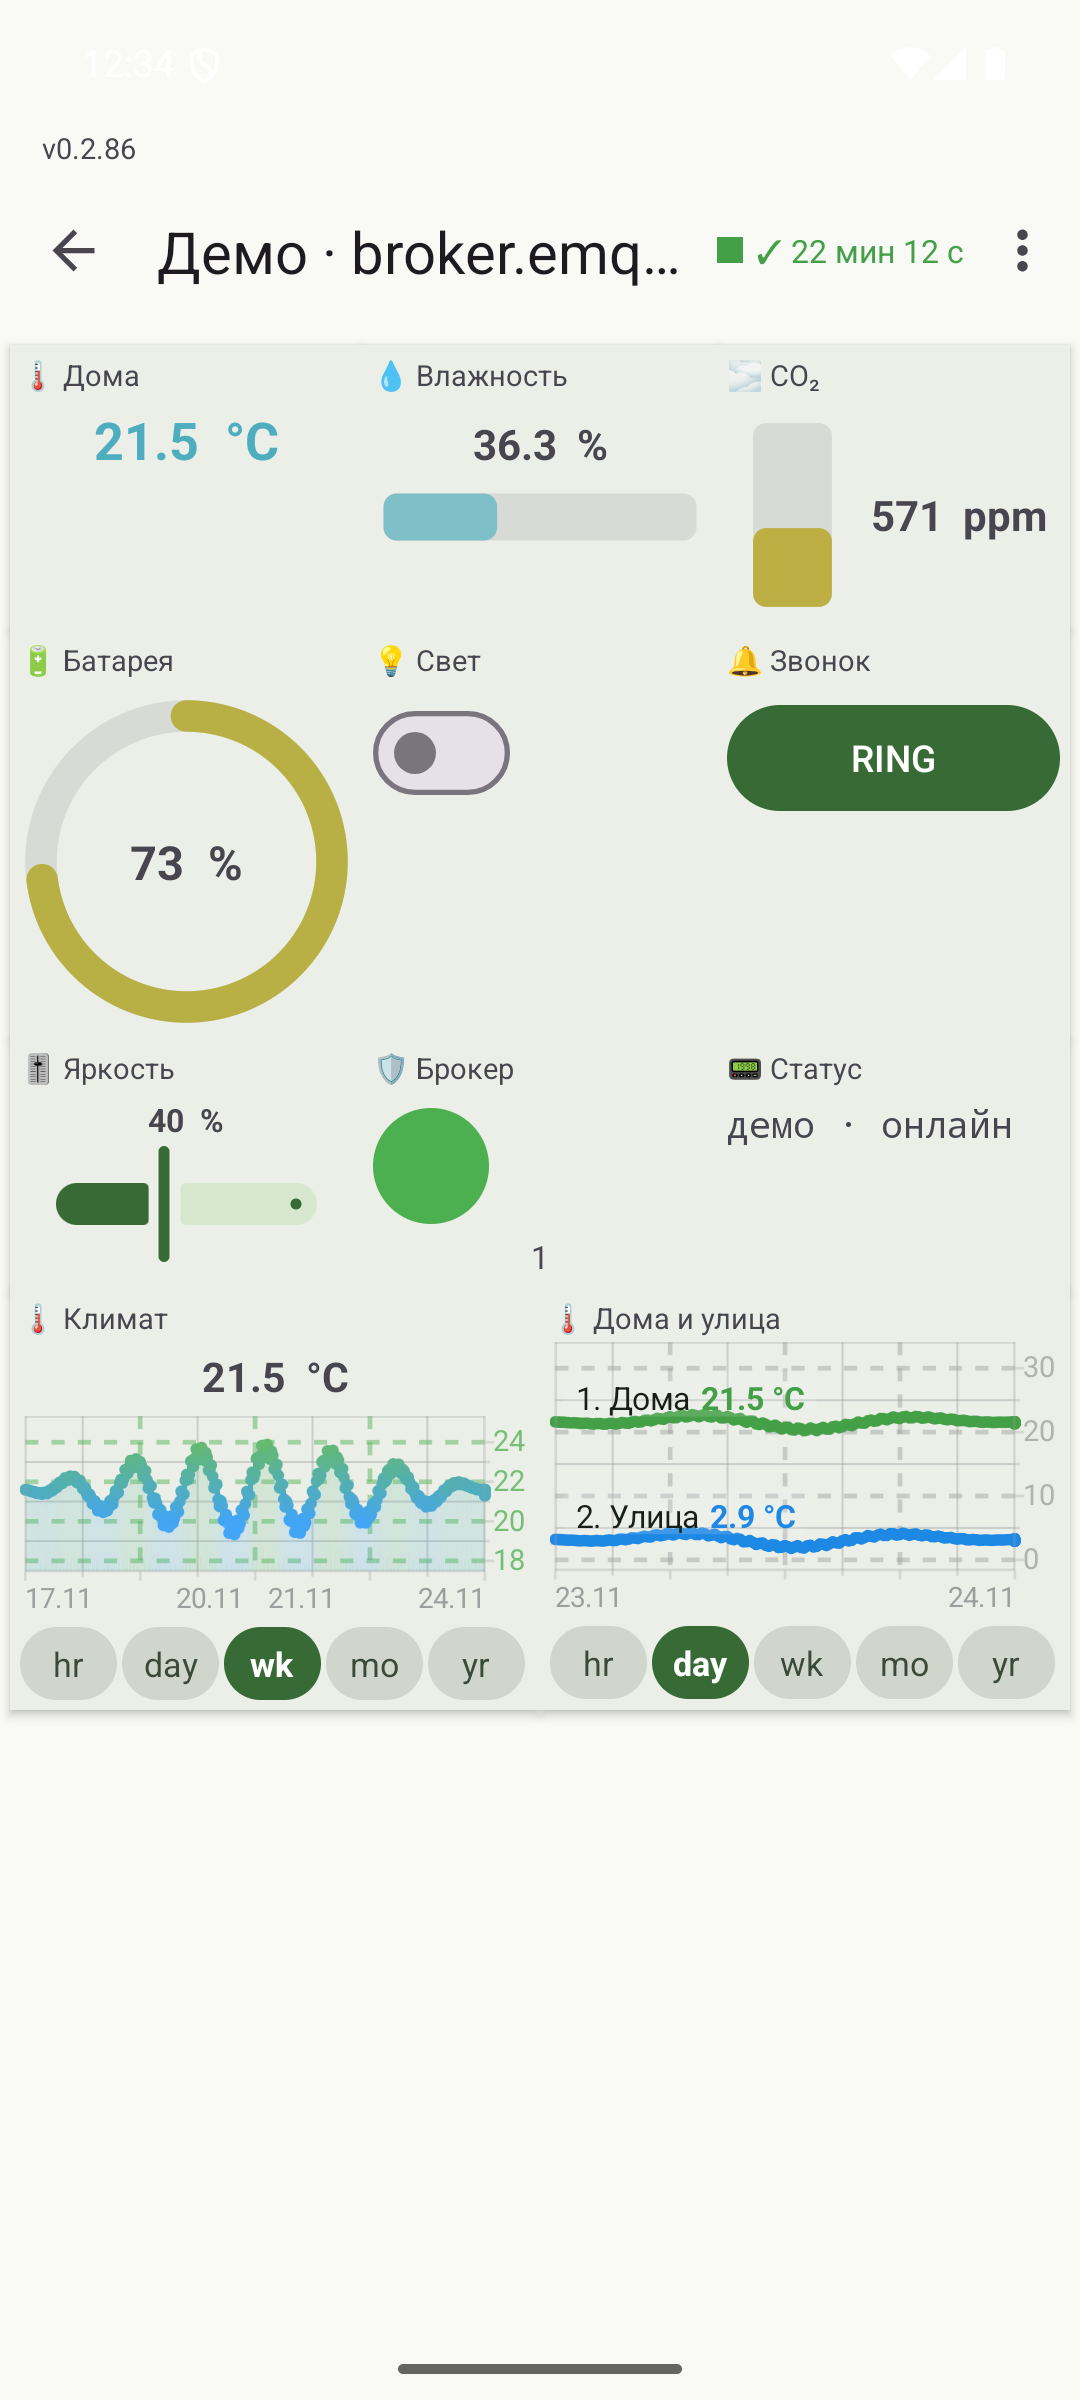 12:34
v0.2.86
Демо · broker.emq...
✓ 22 мин 12 с
Дома
Влажность
CO₂
21.5 °C
36.3 %
571 ppm
Батарея
Свет
Звонок
73 %
RING
Яркость
Брокер
Статус
40 %
демо · онлайн
1
Климат
Дома и улица
21.5 °C
24
22
20
18
17.11 20.11 21.11 24.11
30
20
10
0
1. Дома 21.5 °C
2. Улица 2.9 °C
23.11 24.11
hr day wk mo yr
hr day wk mo yr